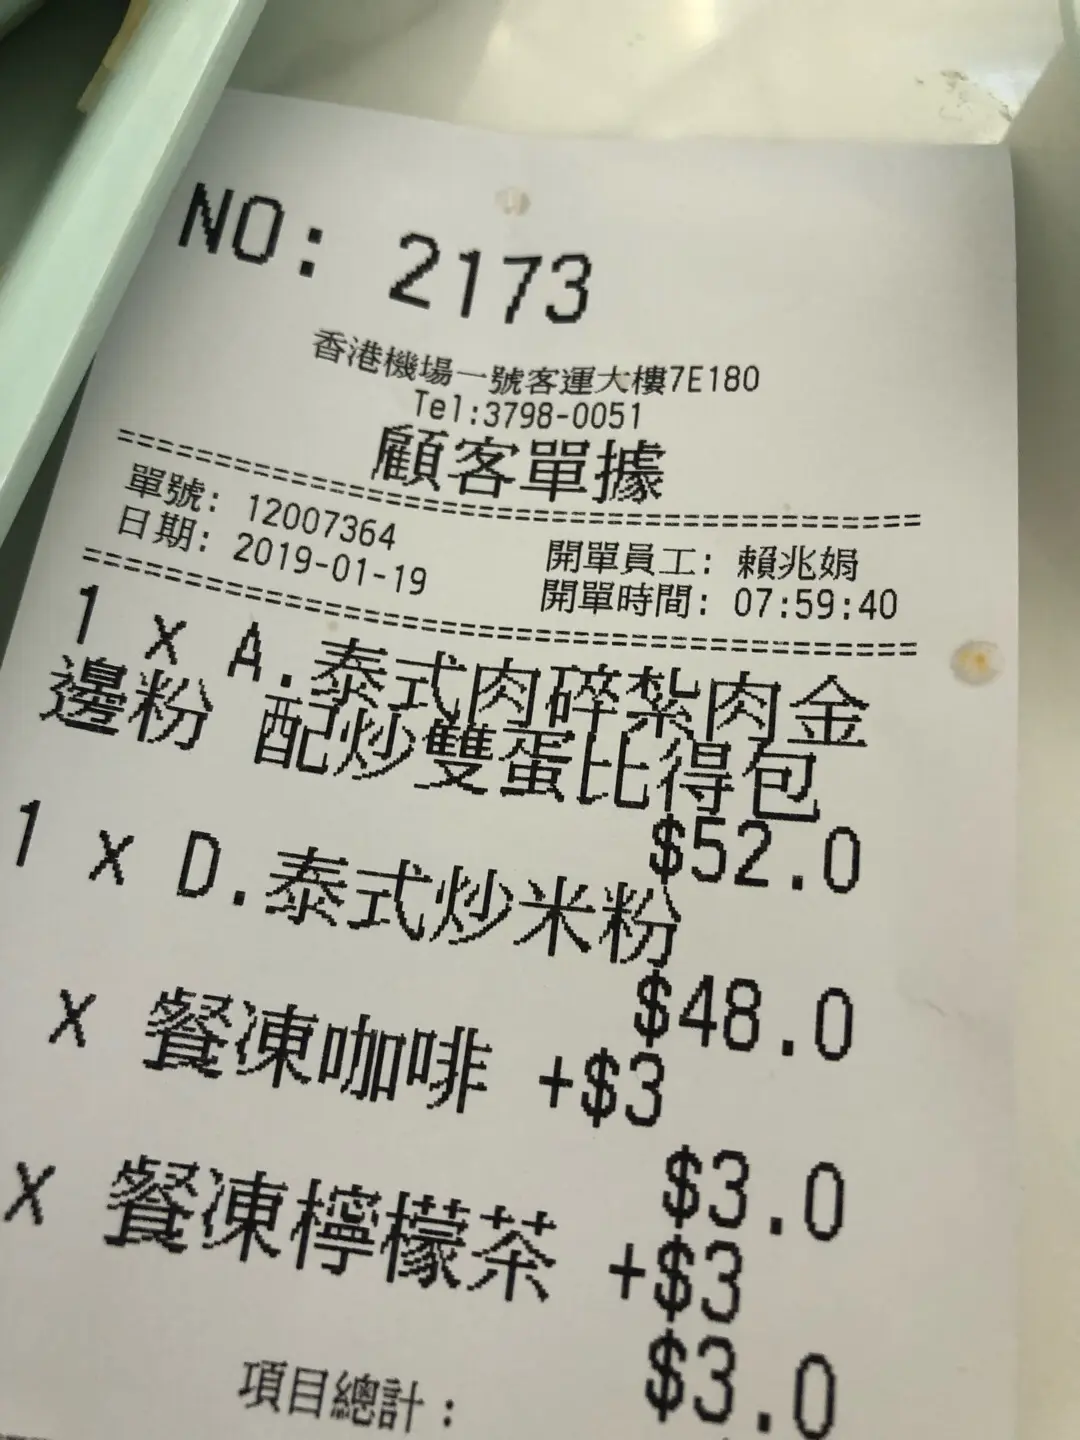 NO: 2173
香港機場一號客運大樓7E180
Tel:3798-0051
顧客單據
==========================================
單號: 12007364
日期: 2019-01-19
開單員工: 賴兆娟
開單時間: 07:59:40
==========================================
1 x A.泰式肉碎紮肉金
邊粉 配炒雙蛋比得包
$52.0
1 x D.泰式炒米粉
$48.0
x 餐凍咖啡 +$3
$3.0
x 餐凍檸檬茶 +$3
$3.0
項目總計: